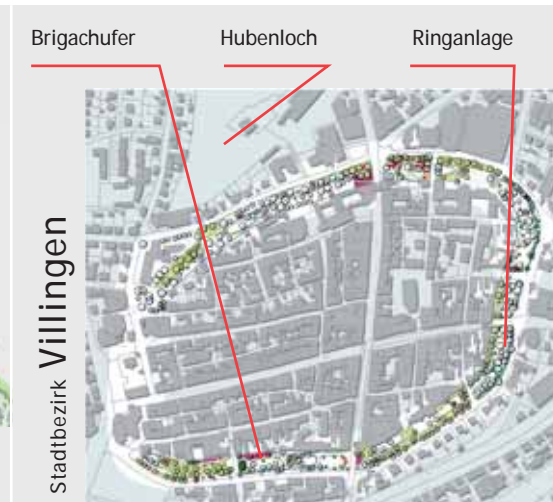 Brigachufer
Hubenloch
Ringanlage
Stadtbezirk Villingen